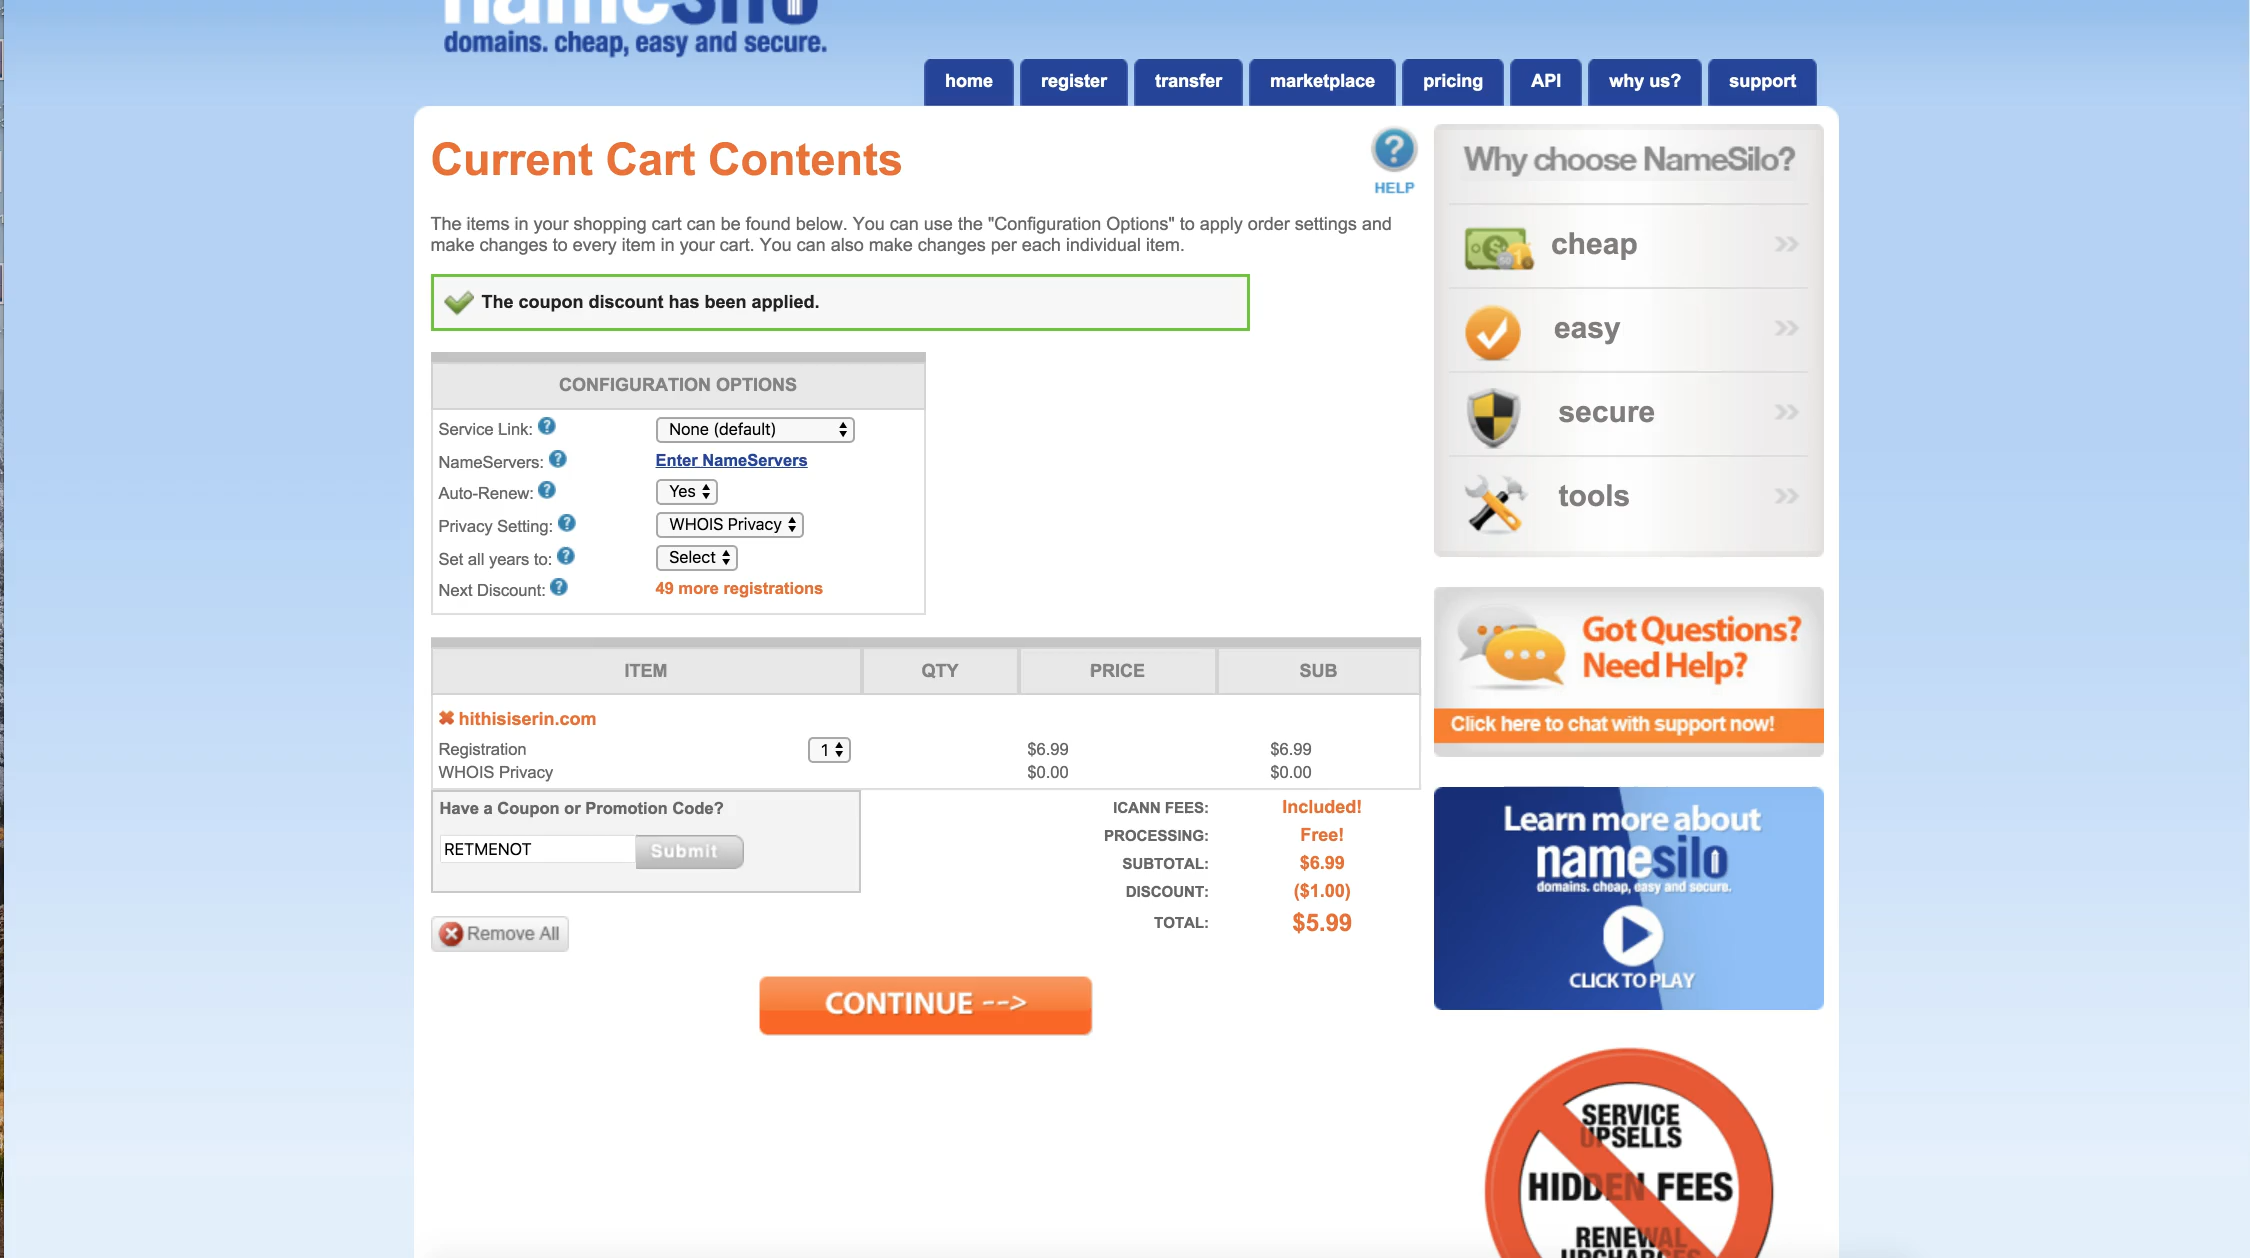 namesilo
domains. cheap, easy and secure.
home register transfer marketplace pricing API why us? support
Current Cart Contents
HELP
The items in your shopping cart can be found below. You can use the "Configuration Options" to apply order settings and
make changes to every item in your cart. You can also make changes per each individual item.
The coupon discount has been applied.
CONFIGURATION OPTIONS
Service Link: ? None (default)
NameServers: ? Enter NameServers
Auto-Renew: ? Yes
Privacy Setting: ? WHOIS Privacy
Set all years to: ? Select
Next Discount: ? 49 more registrations
ITEM QTY PRICE SUB
hithisiserin.com
Registration 1 $6.99 $6.99
WHOIS Privacy $0.00 $0.00
Have a Coupon or Promotion Code?
RETMENOT Submit
ICANN FEES: Included!
PROCESSING: Free!
SUBTOTAL: $6.99
DISCOUNT: ($1.00)
TOTAL: $5.99
Remove All
CONTINUE -->
Why choose NameSilo?
cheap
easy
secure
tools
Got Questions?
Need Help?
Click here to chat with support now!
Learn more about
namesilo
domains. cheap, easy and secure.
CLICK TO PLAY
SERVICE
UPSELLS
HIDDEN FEES
RENEWAL
UPCHARGES